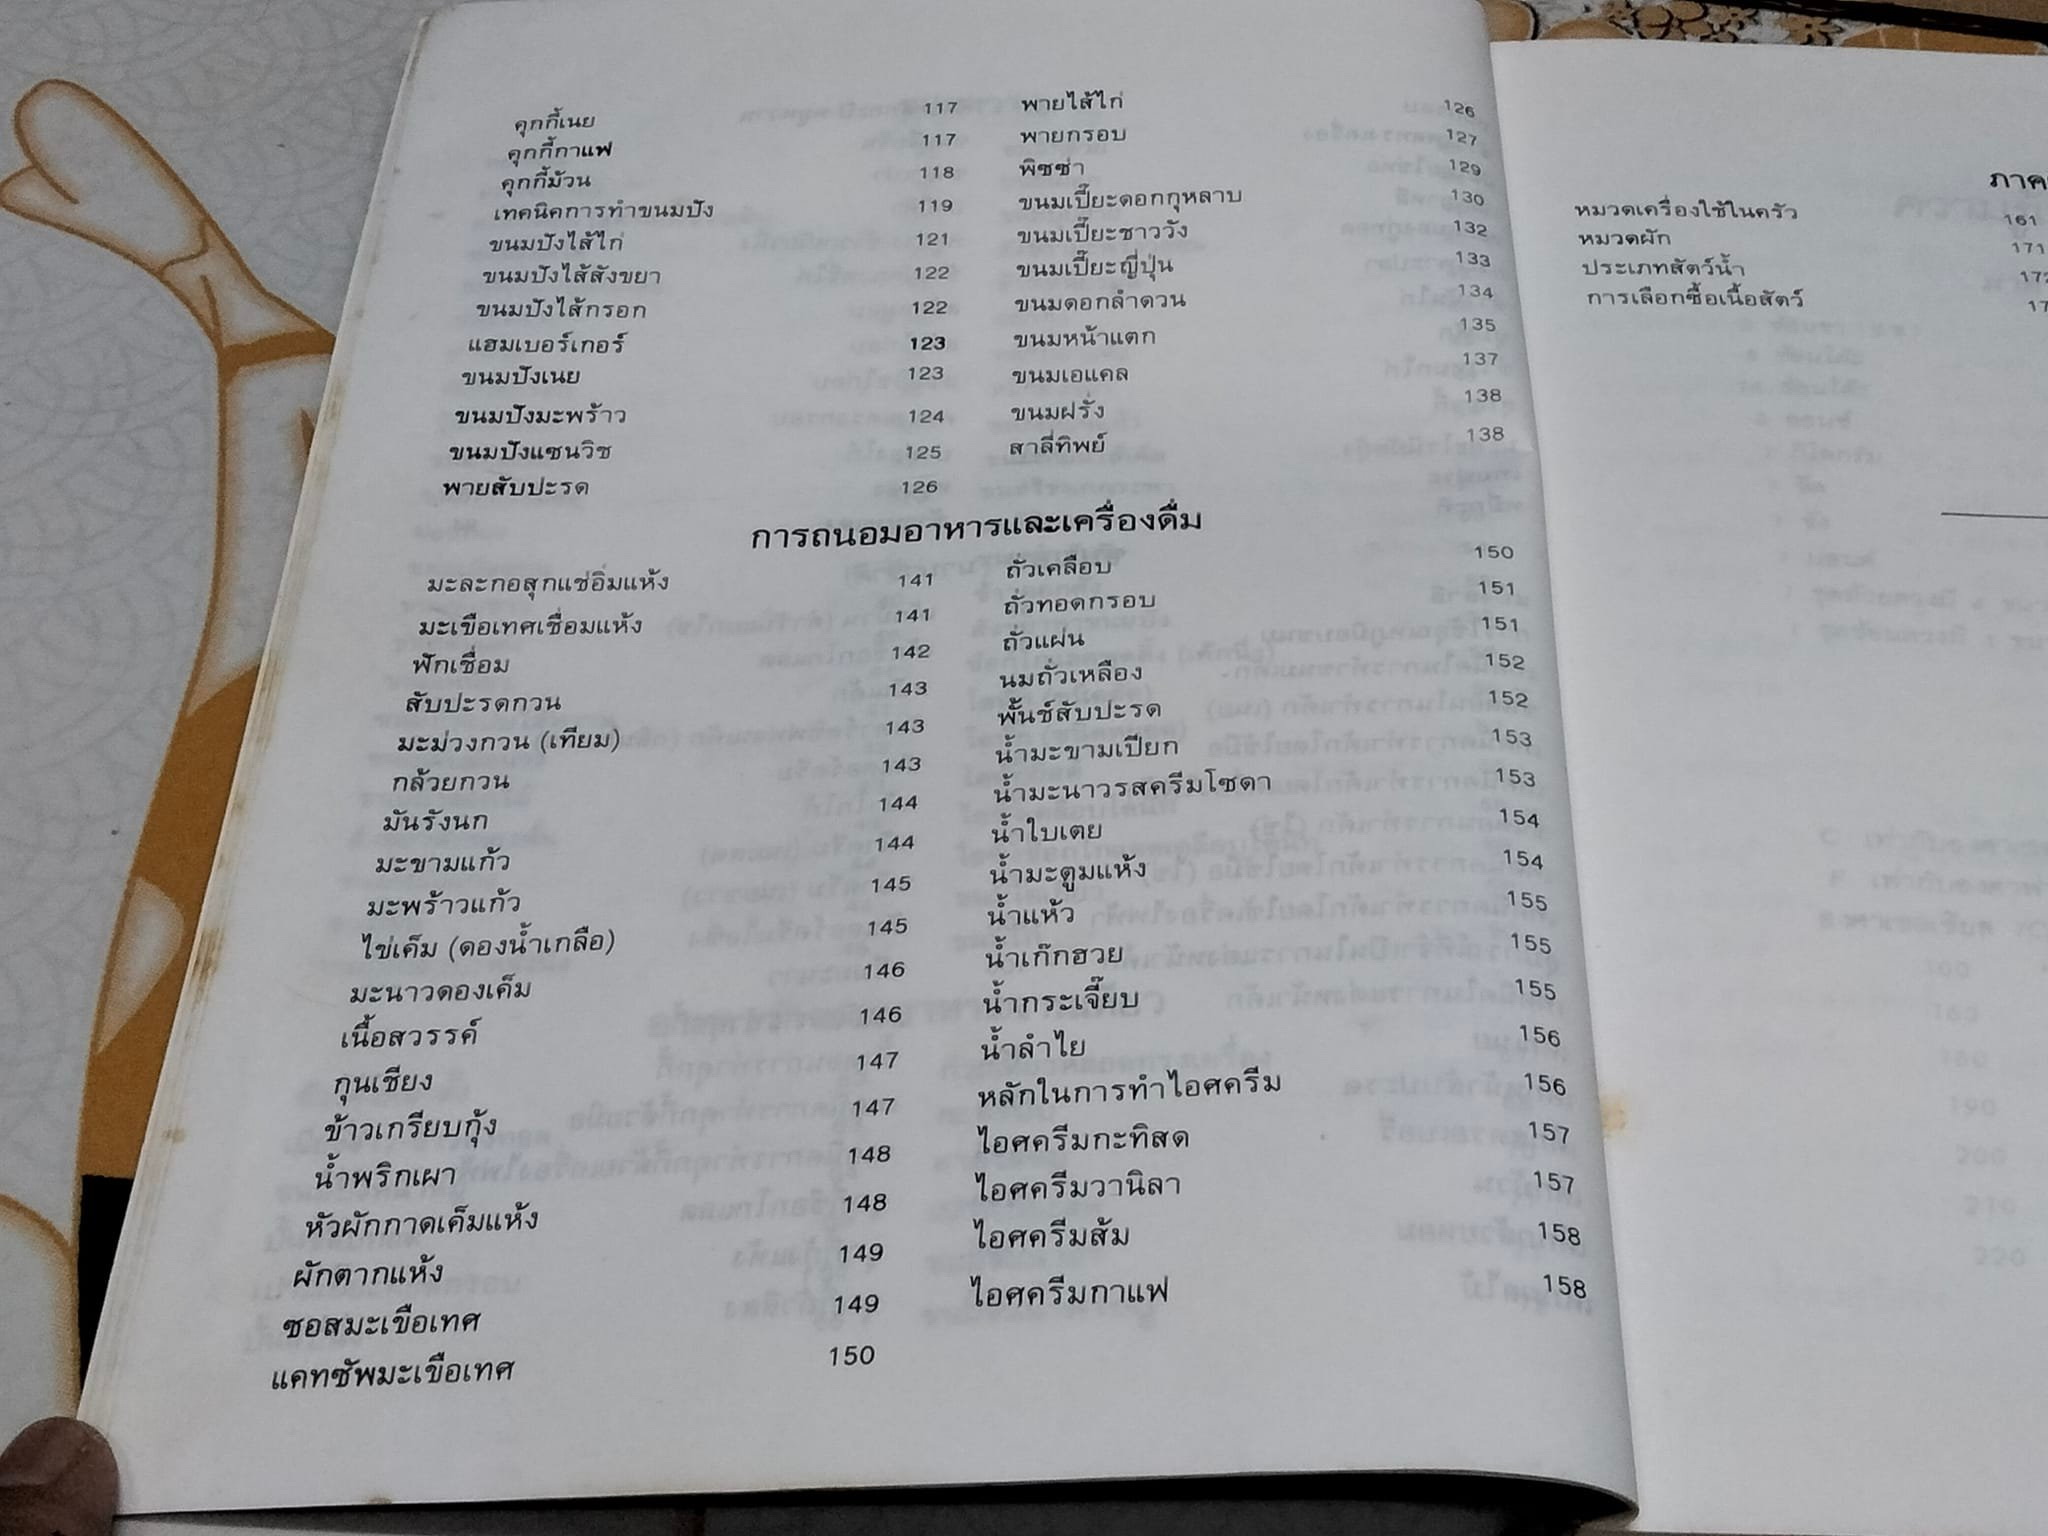 คุกกี้เนย 117
คุกกี้กาแฟ 117
คุกกี้ม้วน 118
เทคนิคการทำขนมปัง 119
ขนมปังไส้ไก่ 121
ขนมปังไส้สังขยา 122
ขนมปังไส้กรอก 122
แฮมเบอร์เกอร์ 123
ขนมปังเนย 123
ขนมปังมะพร้าว 124
ขนมปังแซนวิช 125
พายสับปะรด 126
พายไส้ไก่ 126
พายกรอบ 127
พิซซ่า 129
ขนมเปี๊ยะดอกกุหลาบ 130
ขนมเปี๊ยะชาววัง 132
ขนมเปี๊ยะญี่ปุ่น 133
ขนมดอกลำดวน 134
ขนมหน้าแตก 135
ขนมเอแคล 137
ขนมฝรั่ง 138
สาลี่ทิพย์ 138
การถนอมอาหารและเครื่องดื่ม
มะละกอสุกแช่อิ่มแห้ง 141
มะเขือเทศเชื่อมแห้ง 141
ฟักเชื่อม 142
สับปะรดกวน 143
มะม่วงกวน (เทียม) 143
กล้วยกวน 143
มันรังนก 144
มะขามแก้ว 144
มะพร้าวแก้ว 145
ไข่เค็ม (ดองน้ำเกลือ) 145
มะนาวดองเค็ม 146
เนื้อสวรรค์ 146
กุนเชียง 147
ข้าวเกรียบกุ้ง 147
น้ำพริกเผา 148
หัวผักกาดเค็มแห้ง 148
ผักตากแห้ง 149
ซอสมะเขือเทศ 149
แคทซัพมะเขือเทศ 150
ถั่วเคลือบ 150
ถั่วทอดกรอบ 151
ถั่วแผ่น 151
นมถั่วเหลือง 152
พั้นช์สับปะรด 152
น้ำมะขามเปียก 153
น้ำมะนาวรสครีมโซดา 153
น้ำใบเตย 154
น้ำมะตูมแห้ง 154
น้ำแห้ว 155
น้ำเก๊กฮวย 155
น้ำกระเจี๊ยบ 155
น้ำลำไย 156
หลักในการทำไอศครีม 156
ไอศครีมกะทิสด 157
ไอศครีมวานิลา 157
ไอศครีมส้ม 158
ไอศครีมกาแฟ 158
ภาค
หมวดเครื่องใช้ในครัว 161
หมวดผัก 171
ประเภทสัตว์น้ำ
การเลือกซื้อเนื้อสัตว์